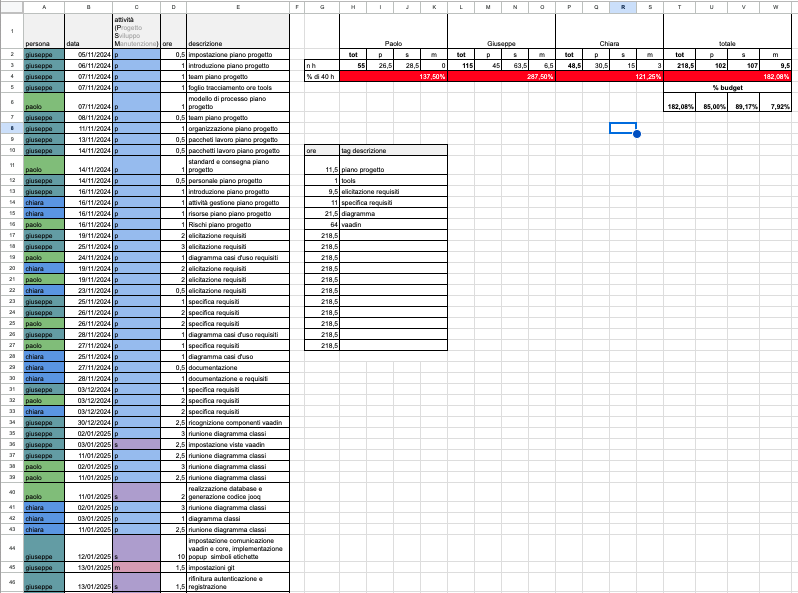 A B C D E F G H I J K L M N O P Q R S T U V W
1 persona data attività (Progetto Sviluppo Manutenzione) ore descrizione Paolo Giuseppe Chiara totale
2 giuseppe 05/11/2024 p 0,5 impostazione piano progetto tot p s m tot p s m tot p s m tot p s m
3 giuseppe 06/11/2024 p 1 introduzione piano progetto n h 55 26,5 28,5 0 115 45 63,5 6,5 48,5 30,5 15 3 218,5 102 107 9,5
4 giuseppe 07/11/2024 p 1 team piano progetto % di 40 h 137,50% 287,50% 121,25% 182,08%
5 giuseppe 07/11/2024 p 1 foglio tracciamento ore tools % budget
6 paolo 07/11/2024 p 1 modello di processo piano progetto 182,08% 85,00% 89,17% 7,92%
7 giuseppe 08/11/2024 p 1 team piano progetto
8 giuseppe 11/11/2024 p 1 organizzazione piano progetto
9 giuseppe 13/11/2024 p 0,5 paccheti lavoro piano progetto
10 giuseppe 14/11/2024 p 0,5 pacchetti lavoro piano progetto ore tag descrizione
11 paolo 14/11/2024 p 1 standard e consegna piano progetto 11,5 piano progetto
12 giuseppe 14/11/2024 p 0,5 personale piano progetto 1 tools
13 giuseppe 16/11/2024 p 1 introduzione piano progetto 9,5 elicitazione requisiti
14 chiara 16/11/2024 p 1 attività gestione piano progetto 11 specifica requisiti
15 chiara 16/11/2024 p 1 risorse piano piano progetto 21,5 diagramma
16 paolo 16/11/2024 p 1 Rischi piano progetto 64 vaadin
17 giuseppe 19/11/2024 p 2 elicitazione requisiti 218,5
18 giuseppe 25/11/2024 p 3 elicitazione requisiti 218,5
19 paolo 24/11/2024 p 1 diagramma casi d'uso requisiti 218,5
20 chiara 19/11/2024 p 2 elicitazione requisiti 218,5
21 paolo 19/11/2024 p 2 elicitazione requisiti 218,5
22 chiara 23/11/2024 p 0,5 elicitazione requisiti 218,5
23 giuseppe 25/11/2024 p 1 specifica requisiti 218,5
24 giuseppe 26/11/2024 p 2 specifica requisiti 218,5
25 paolo 26/11/2024 p 2 specifica requisiti 218,5
26 giuseppe 28/11/2024 p 1 diagramma casi d'uso requisiti 218,5
27 paolo 27/11/2024 p 1 specifica requisiti 218,5
28 chiara 25/11/2024 p 1 diagramma casi d'uso
29 chiara 27/11/2024 p 0,5 documentazione
30 chiara 28/11/2024 p 1 documentazione e requisiti
31 giuseppe 03/12/2024 p 1 specifica requisiti
32 paolo 03/12/2024 p 2 specifica requisiti
33 chiara 03/12/2024 p 2 specifica requisiti
34 giuseppe 30/12/2024 p 2,5 ricognizione componenti vaadin
35 giuseppe 02/01/2025 p 3 riunione diagramma classi
36 giuseppe 03/01/2025 s 2,5 impostazione viste vaadin
37 giuseppe 11/01/2025 p 2,5 riunione diagramma classi
38 paolo 02/01/2025 p 3 riunione diagramma classi
39 paolo 11/01/2025 p 2,5 riunione diagramma classi
40 paolo 11/01/2025 s 2 realizzazione database e generazione codice jooq
41 chiara 02/01/2025 p 3 riunione diagramma classi
42 chiara 03/01/2025 p 1 diagramma classi
43 chiara 11/01/2025 p 2,5 riunione diagramma classi
44 giuseppe 12/01/2025 s 10 impostazione comunicazione vaadin e core, implementazione popup simboli etichette
45 giuseppe 13/01/2025 m 1,5 impostazioni git
46 giuseppe 13/01/2025 s 1,5 rifinitura autenticazione e registrazione